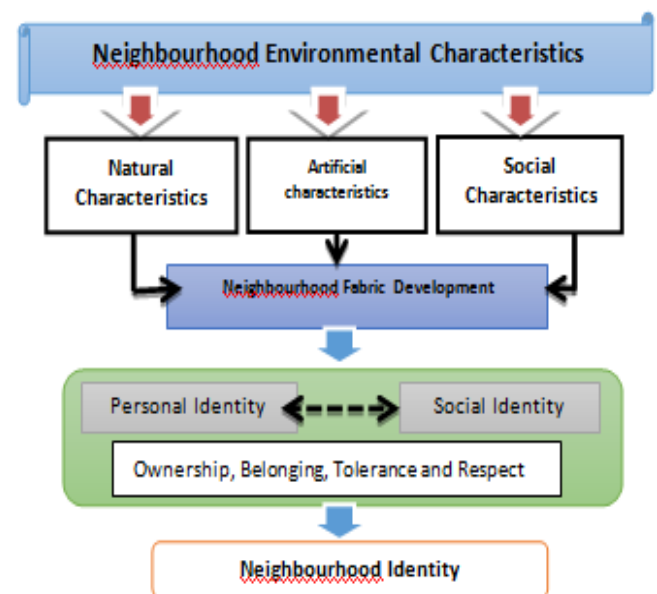 Neighbourhood Environmental Characteristics
Natural
Characteristics
Artificial
characteristics
Social
Characteristics
Neighbourhood Fabric Development
Personal Identity
Social Identity
Ownership, Belonging, Tolerance and Respect
Neighbourhood Identity